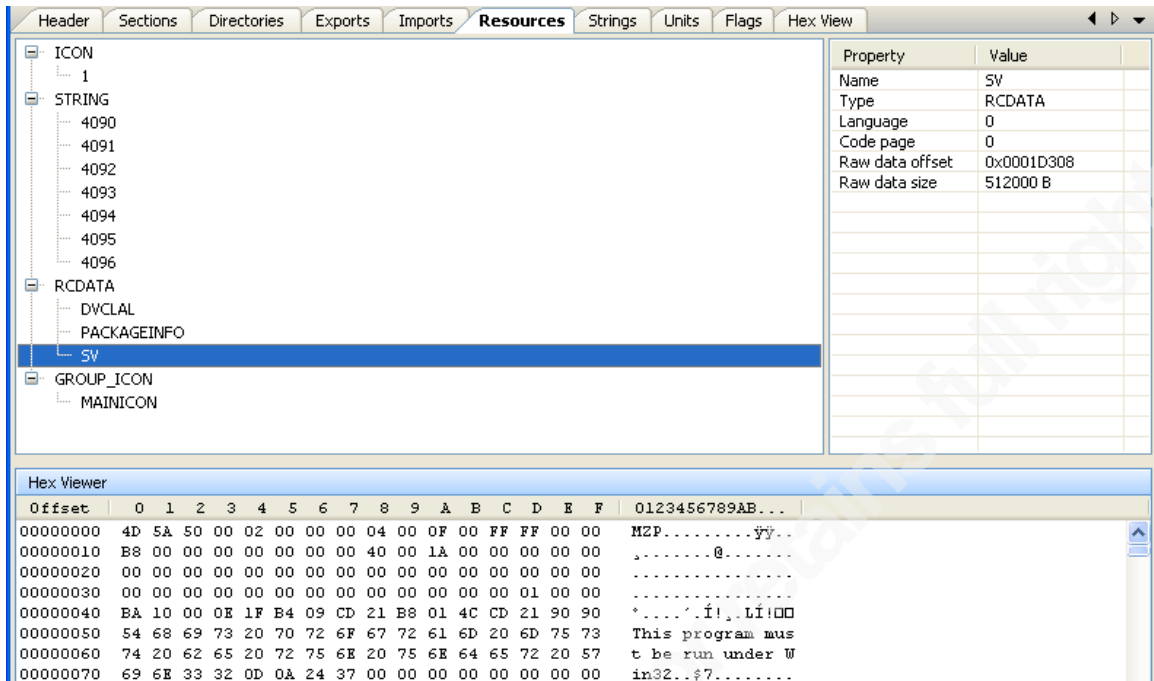 Header Sections Directories Exports Imports Resources Strings Units Flags Hex View
ICON
1
STRING
4090
4091
4092
4093
4094
4095
4096
RCDATA
DVCLAL
PACKAGEINFO
SV
GROUP_ICON
MAINICON
Property Value
Name SV
Type RCDATA
Language 0
Code page 0
Raw data offset 0x0001D308
Raw data size 512000 B
Hex Viewer
Offset 0 1 2 3 4 5 6 7 8 9 A B C D E F 0123456789AB...
00000000 4D 5A 50 00 02 00 00 00 04 00 0F 00 FF FF 00 00 MZP.........ÿÿ..
00000010 B8 00 00 00 00 00 00 00 40 00 1A 00 00 00 00 00 ¸.......@.......
00000020 00 00 00 00 00 00 00 00 00 00 00 00 00 00 00 00 ................
00000030 00 00 00 00 00 00 00 00 00 00 00 00 00 01 00 00 ................
00000040 BA 10 00 0E 1F B4 09 CD 21 B8 01 4C CD 21 90 90 º....´.Í!¸.LÍ!□□
00000050 54 68 69 73 20 70 72 6F 67 72 61 6D 20 6D 75 73 This program mus
00000060 74 20 62 65 20 72 75 6E 20 75 6E 64 65 72 20 57 t be run under W
00000070 69 6E 33 32 0D 0A 24 37 00 00 00 00 00 00 00 00 in32..$7........
retains full right